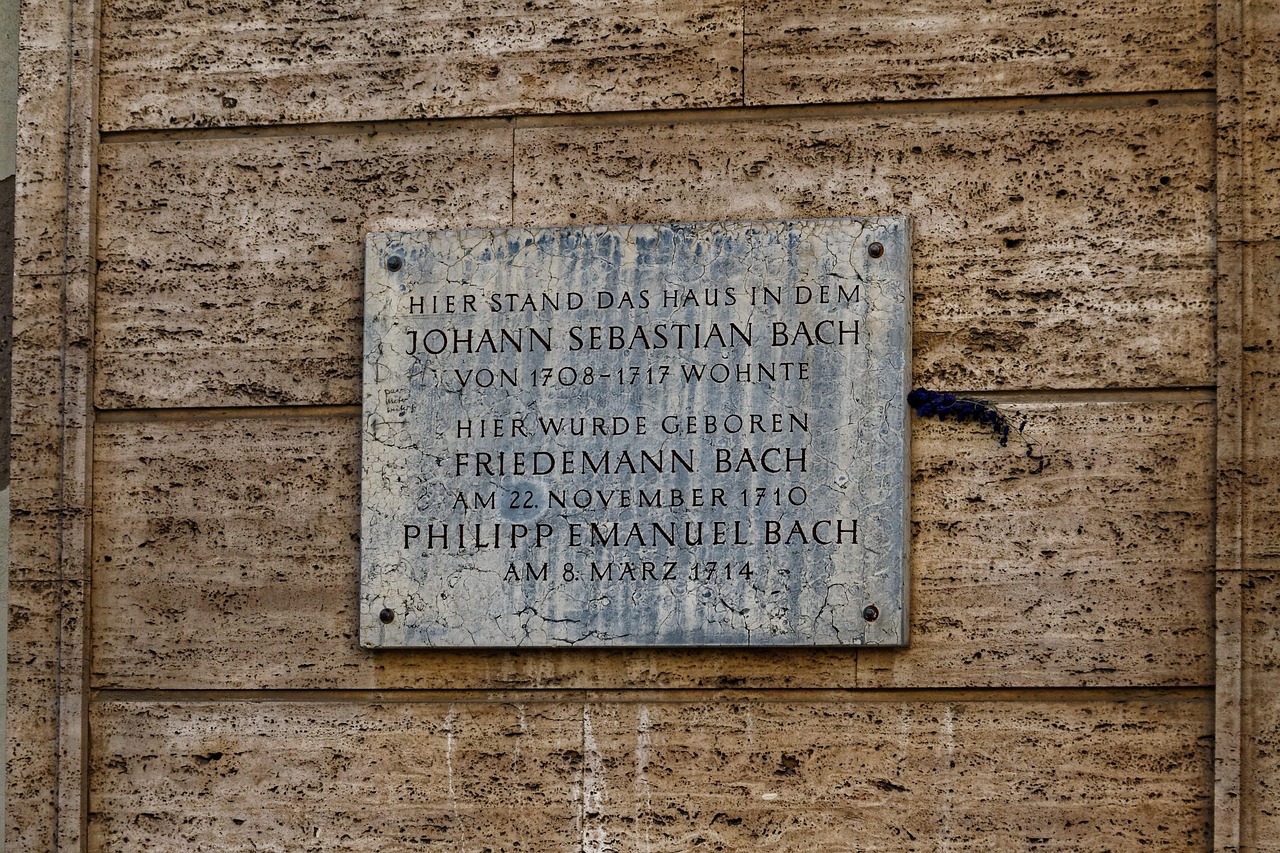 HIER STAND DAS HAUS IN DEM
JOHANN SEBASTIAN BACH
VON 1708-1717 WOHNTE
HIER WURDE GEBOREN
FRIEDEMANN BACH
AM 22. NOVEMBER 1710
PHILIPP EMANUEL BACH
AM 8. MÄRZ 1714